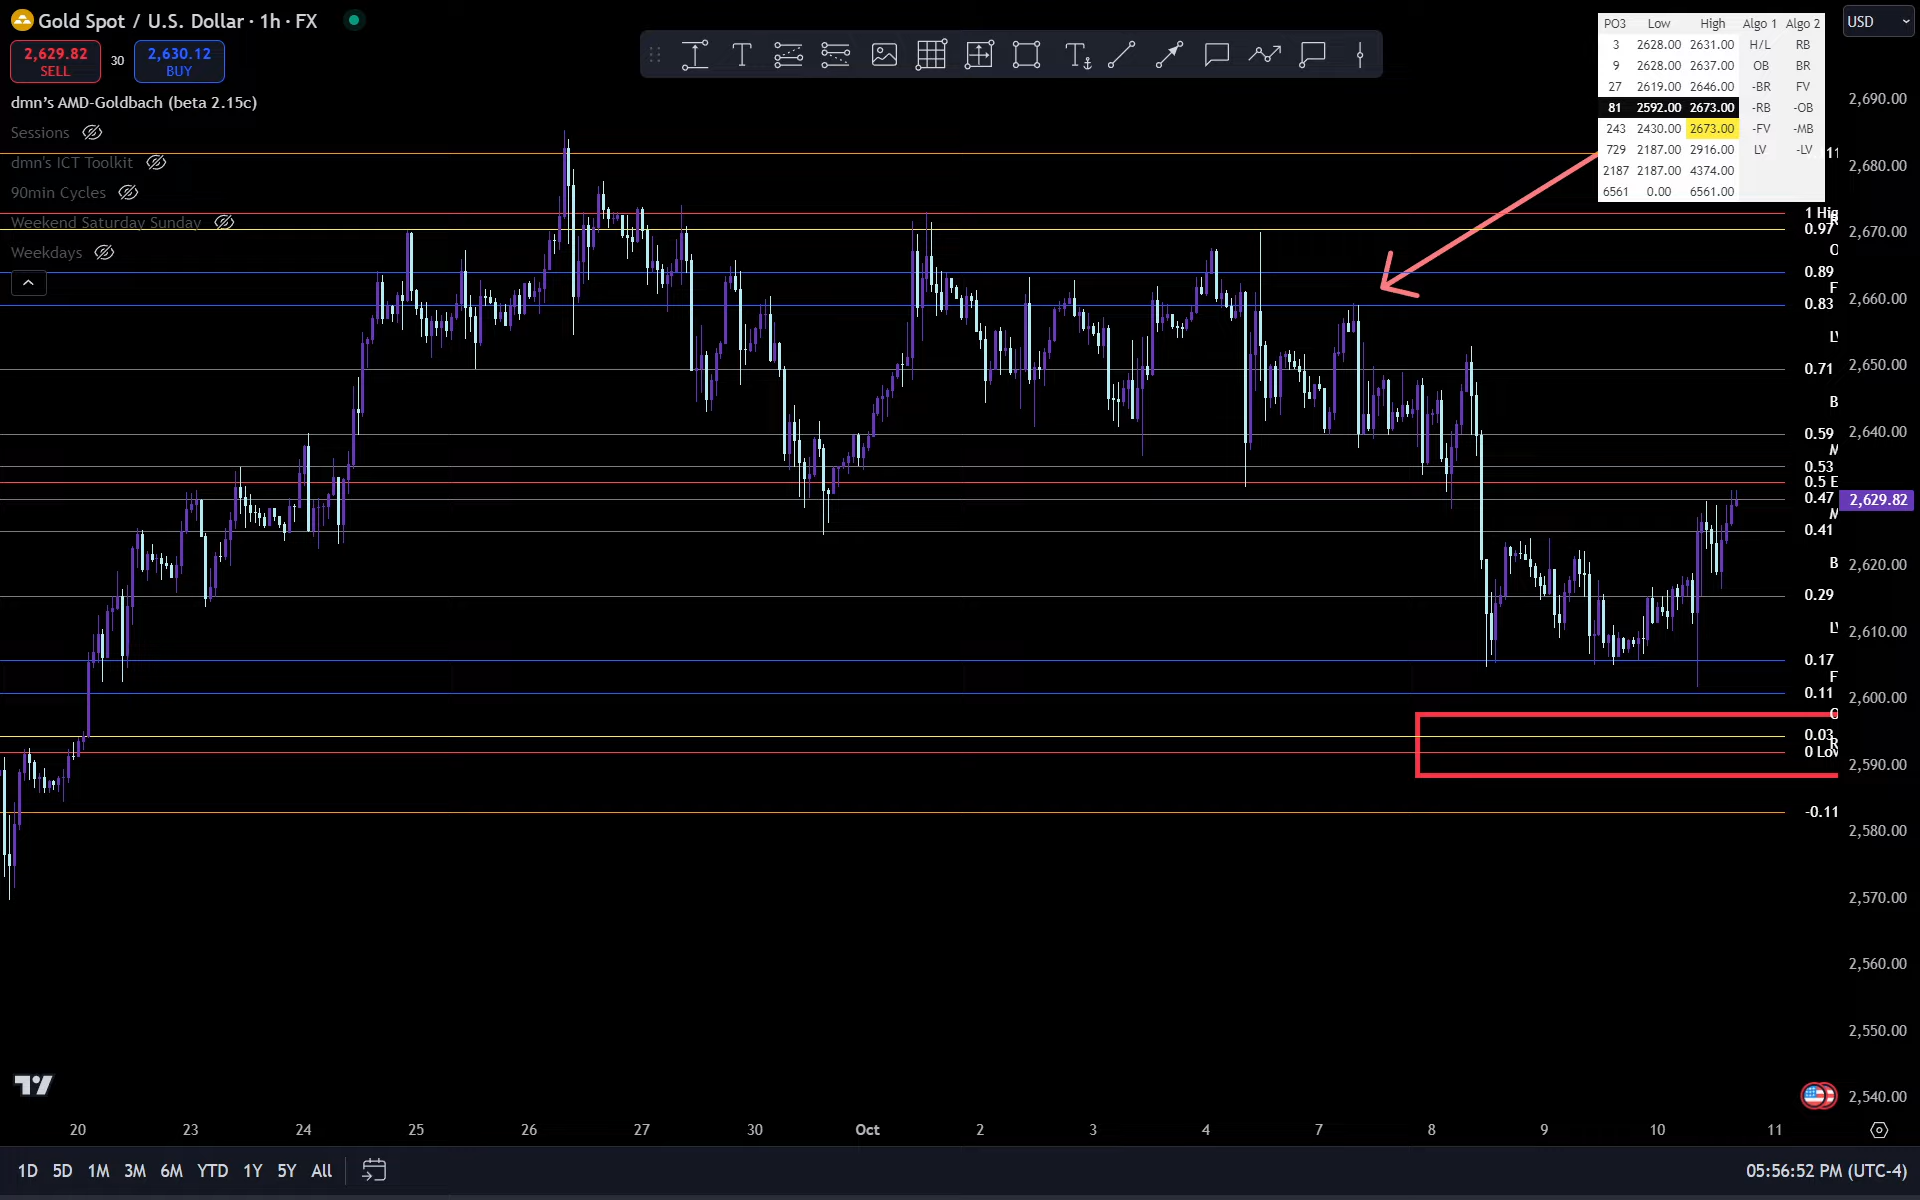 Gold Spot / U.S. Dollar · 1h · FX
2,629.82
SELL
30
2,630.12
BUY
dmn's AMD-Goldbach (beta 2.15c)
Sessions
dmn's ICT Toolkit
90min Cycles
Weekend Saturday Sunday
Weekdays
PO3 Low High Algo 1 Algo 2
3 2628.00 2631.00 H/L RB
9 2628.00 2637.00 OB BR
27 2619.00 2646.00 -BR FV
81 2592.00 2673.00 -RB -OB
243 2430.00 2673.00 -FV -MB
729 2187.00 2916.00 LV -LV
2187 2187.00 4374.00
6561 0.00 6561.00
USD
1 Hig
0.97
0.89
F
0.83
0.71
B
0.59
0.53
0.5 E
0.47
0.41
B
0.29
0.17
F
0.11
0.03
0 Low
-0.11
2,690.00
2,680.00
2,670.00
2,660.00
2,650.00
2,640.00
2,629.82
2,620.00
2,610.00
2,600.00
2,590.00
2,580.00
2,570.00
2,560.00
2,550.00
2,540.00
20 23 24 25 26 27 30 Oct 2 3 4 7 8 9 10 11
1D 5D 1M 3M 6M YTD 1Y 5Y All
05:56:52 PM (UTC-4)